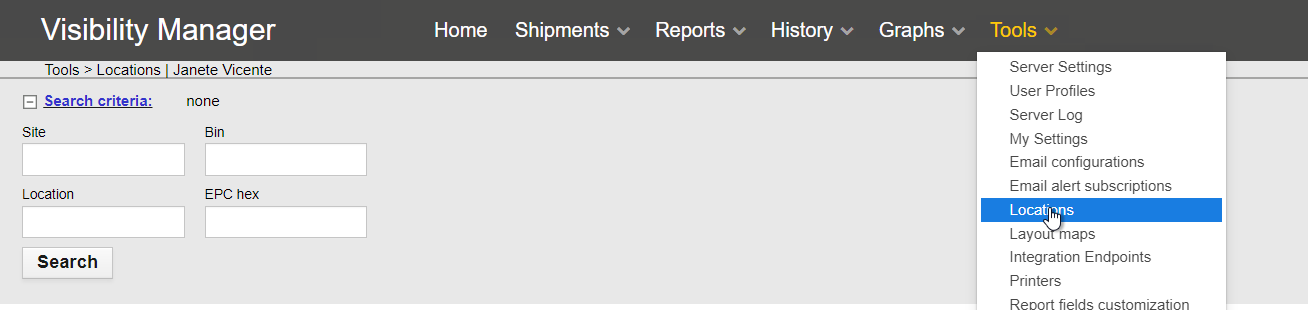 Visibility Manager
Home Shipments Reports History Graphs Tools
Tools > Locations | Janete Vicente
Search criteria: none
Site Bin
Location EPC hex
Search
Server Settings
User Profiles
Server Log
My Settings
Email configurations
Email alert subscriptions
Locations
Layout maps
Integration Endpoints
Printers
Report fields customization